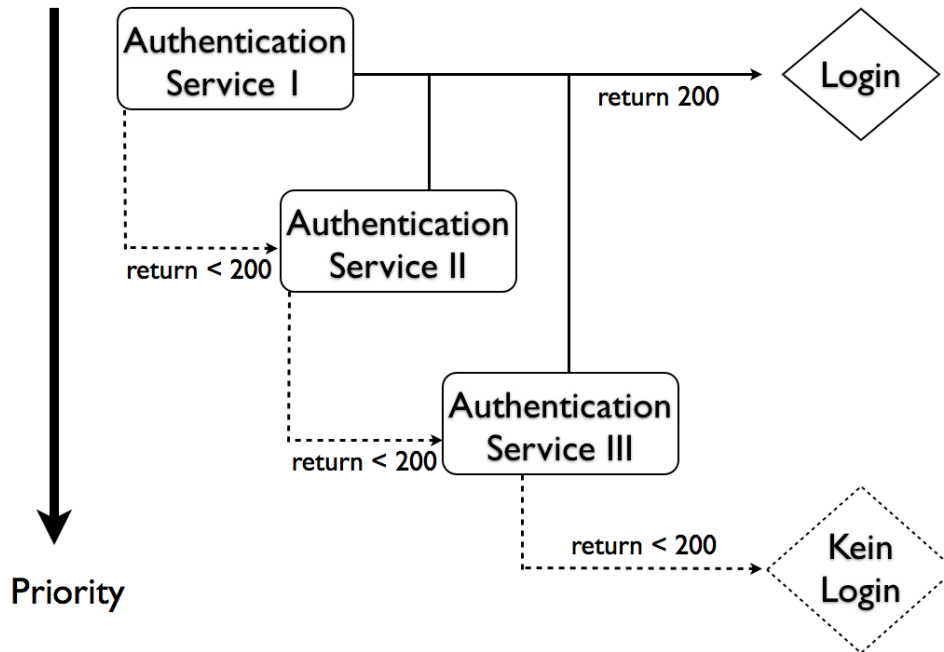 Authentication
Service I
return 200
Login
return < 200
Authentication
Service II
return < 200
Authentication
Service III
return < 200
Kein
Login
Priority